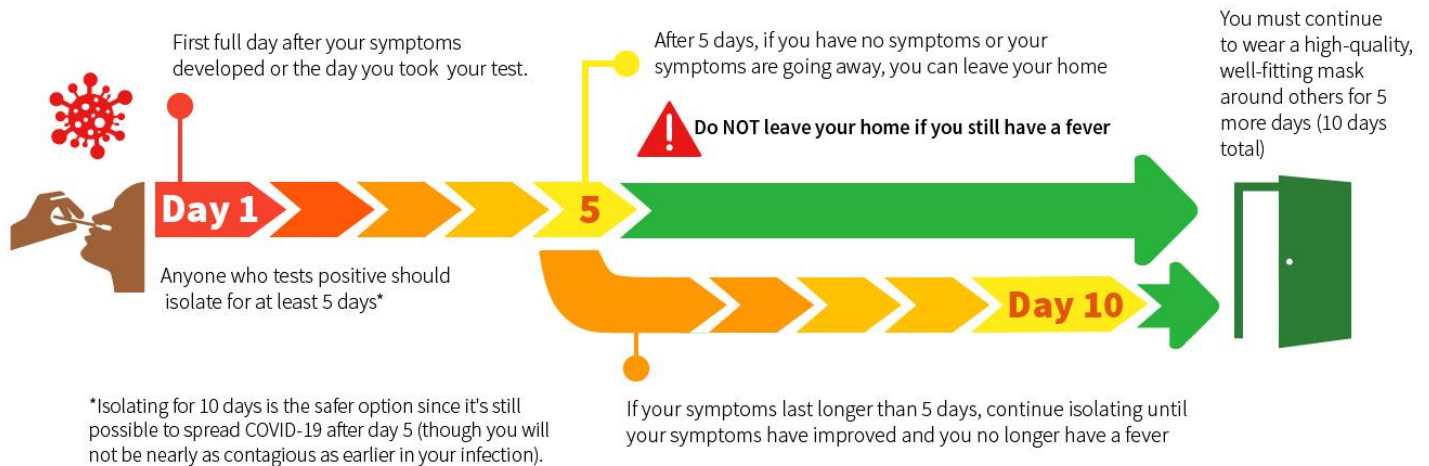 First full day after your symptoms
developed or the day you took your test.
After 5 days, if you have no symptoms or your
symptoms are going away, you can leave your home
Do NOT leave your home if you still have a fever
You must continue
to wear a high-quality,
well-fitting mask
around others for 5
more days (10 days
total)
Day 1
5
Anyone who tests positive should
isolate for at least 5 days*
Day 10
*Isolating for 10 days is the safer option since it's still
possible to spread COVID-19 after day 5 (though you will
not be nearly as contagious as earlier in your infection).
If your symptoms last longer than 5 days, continue isolating until
your symptoms have improved and you no longer have a fever